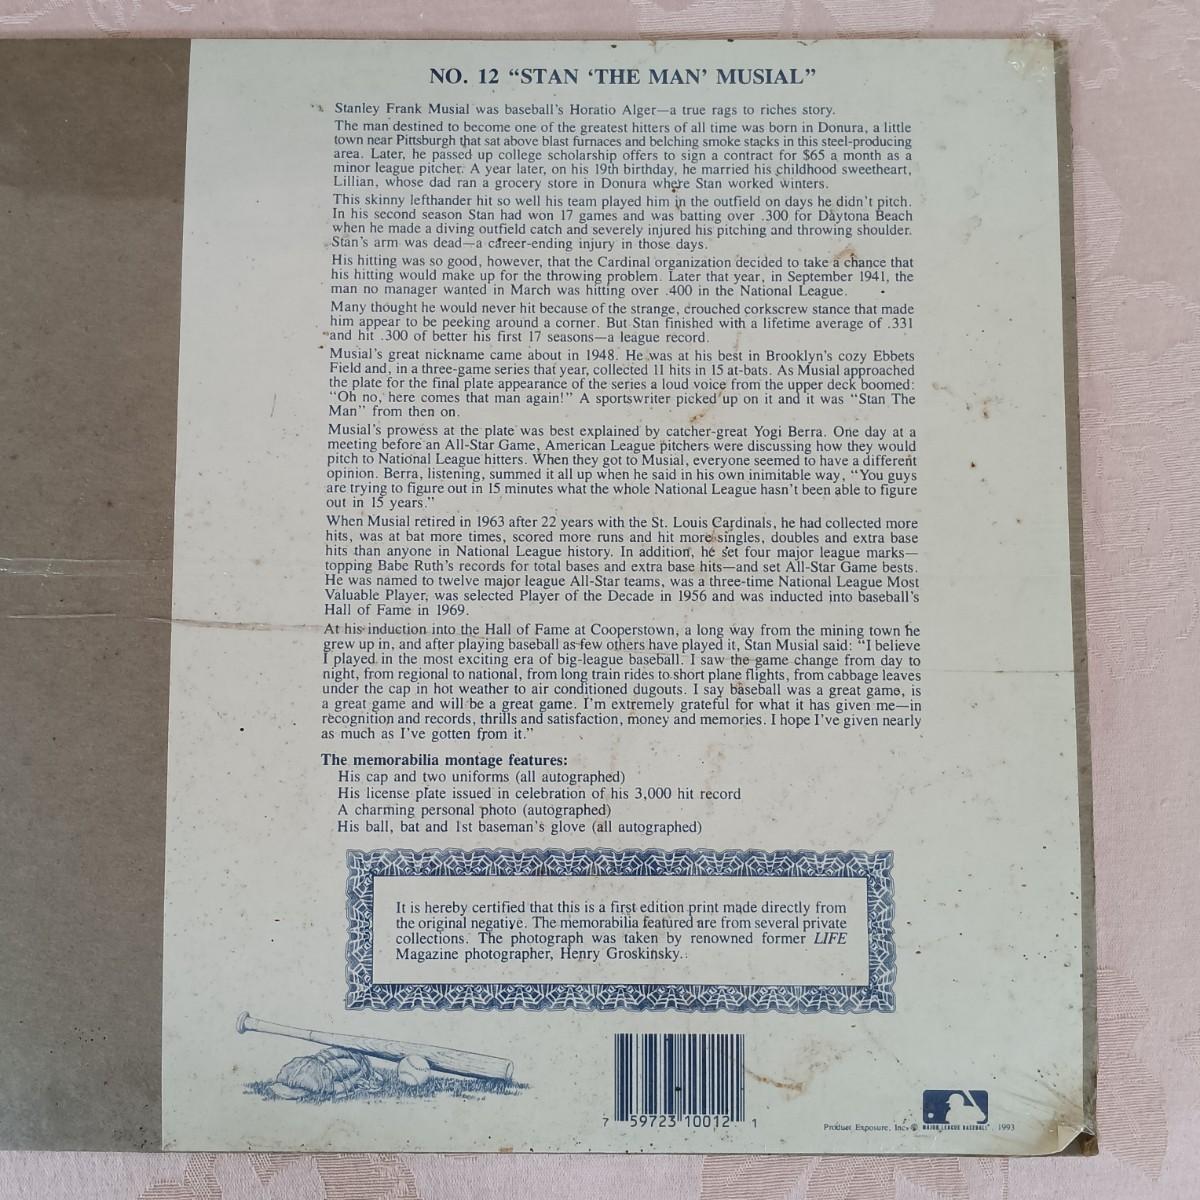 NO. 12 “STAN ‘THE MAN’ MUSIAL”
Stanley Frank Musial was baseball’s Horatio Alger—a true rags to riches story.
The man destined to become one of the greatest hitters of all time was born in Donura, a little
town near Pittsburgh that sat above blast furnaces and belching smoke stacks in this steel-producing
area. Later, he passed up college scholarship offers to sign a contract for $65 a month as a
minor league pitcher. A year later, on his 19th birthday, he married his childhood sweetheart,
Lillian, whose dad ran a grocery store in Donura where Stan worked winters.
This skinny lefthander hit so well his team played him in the outfield on days he didn’t pitch.
In his second season Stan had won 17 games and was batting over .300 for Daytona Beach
when he made a diving outfield catch and severely injured his pitching and throwing shoulder.
Stan’s arm was dead—a career-ending injury in those days.
His hitting was so good, however, that the Cardinal organization decided to take a chance that
his hitting would make up for the throwing problem. Later that year, in September 1941, the
man no manager wanted in March was hitting over .400 in the National League.
Many thought he would never hit because of the strange, crouched corkscrew stance that made
him appear to be peeking around a corner. But Stan finished with a lifetime average of .331
and hit .300 of better his first 17 seasons—a league record.
Musial’s great nickname came about in 1948. He was at his best in Brooklyn’s cozy Ebbets
Field and, in a three-game series that year, collected 11 hits in 15 at-bats. As Musial approached
the plate for the final plate appearance of the series a loud voice from the upper deck boomed:
“Oh no, here comes that man again!” A sportswriter picked up on it and it was “Stan The
Man” from then on.
Musial’s prowess at the plate was best explained by catcher-great Yogi Berra. One day at a
meeting before an All-Star Game, American League pitchers were discussing how they would
pitch to National League hitters. When they got to Musial, everyone seemed to have a different
opinion. Berra, listening, summed it all up when he said in his own inimitable way, “You guys
are trying to figure out in 15 minutes what the whole National League hasn’t been able to figure
out in 15 years.”
When Musial retired in 1963 after 22 years with the St. Louis Cardinals, he had collected more
hits, was at bat more times, scored more runs and hit more singles, doubles and extra base
hits than anyone in National League history. In addition, he set four major league marks—
topping Babe Ruth’s records for total bases and extra base hits—and set All-Star Game bests.
He was named to twelve major league All-Star teams, was a three-time National League Most
Valuable Player, was selected Player of the Decade in 1956 and was inducted into baseball’s
Hall of Fame in 1969.
At his induction into the Hall of Fame at Cooperstown, a long way from the mining town he
grew up in, and after playing baseball as few others have played it, Stan Musial said: “I believe
I played in the most exciting era of big-league baseball. I saw the game change from day to
night, from regional to national, from long train rides to short plane flights, from cabbage leaves
under the cap in hot weather to air conditioned dugouts. I say baseball was a great game, is
a great game and will be a great game. I’m extremely grateful for what it has given me—in
recognition and records, thrills and satisfaction, money and memories. I hope I’ve given nearly
as much as I’ve gotten from it.”
The memorabilia montage features:
His cap and two uniforms (all autographed)
His license plate issued in celebration of his 3,000 hit record
A charming personal photo (autographed)
His ball, bat and 1st baseman’s glove (all autographed)
It is hereby certified that this is a first edition print made directly from
the original negative. The memorabilia featured are from several private
collections. The photograph was taken by renowned former LIFE
Magazine photographer, Henry Groskinsky.
7 59723 10012 1
Product Exposure, Inc. © MAJOR LEAGUE BASEBALL 1993